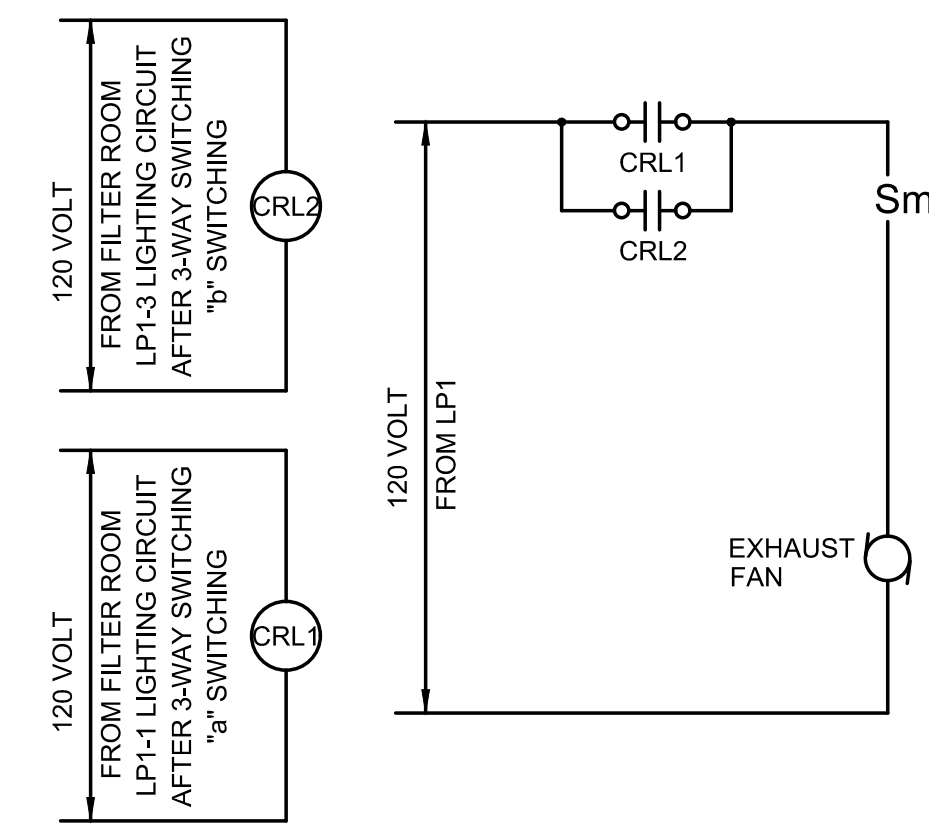 120 VOLT
FROM FILTER ROOM
LP1-3 LIGHTING CIRCUIT
AFTER 3-WAY SWITCHING
"b" SWITCHING
CRL2
120 VOLT
FROM FILTER ROOM
LP1-1 LIGHTING CIRCUIT
AFTER 3-WAY SWITCHING
"a" SWITCHING
CRL1
120 VOLT
FROM LP1
CRL1
CRL2
Sm
EXHAUST
FAN